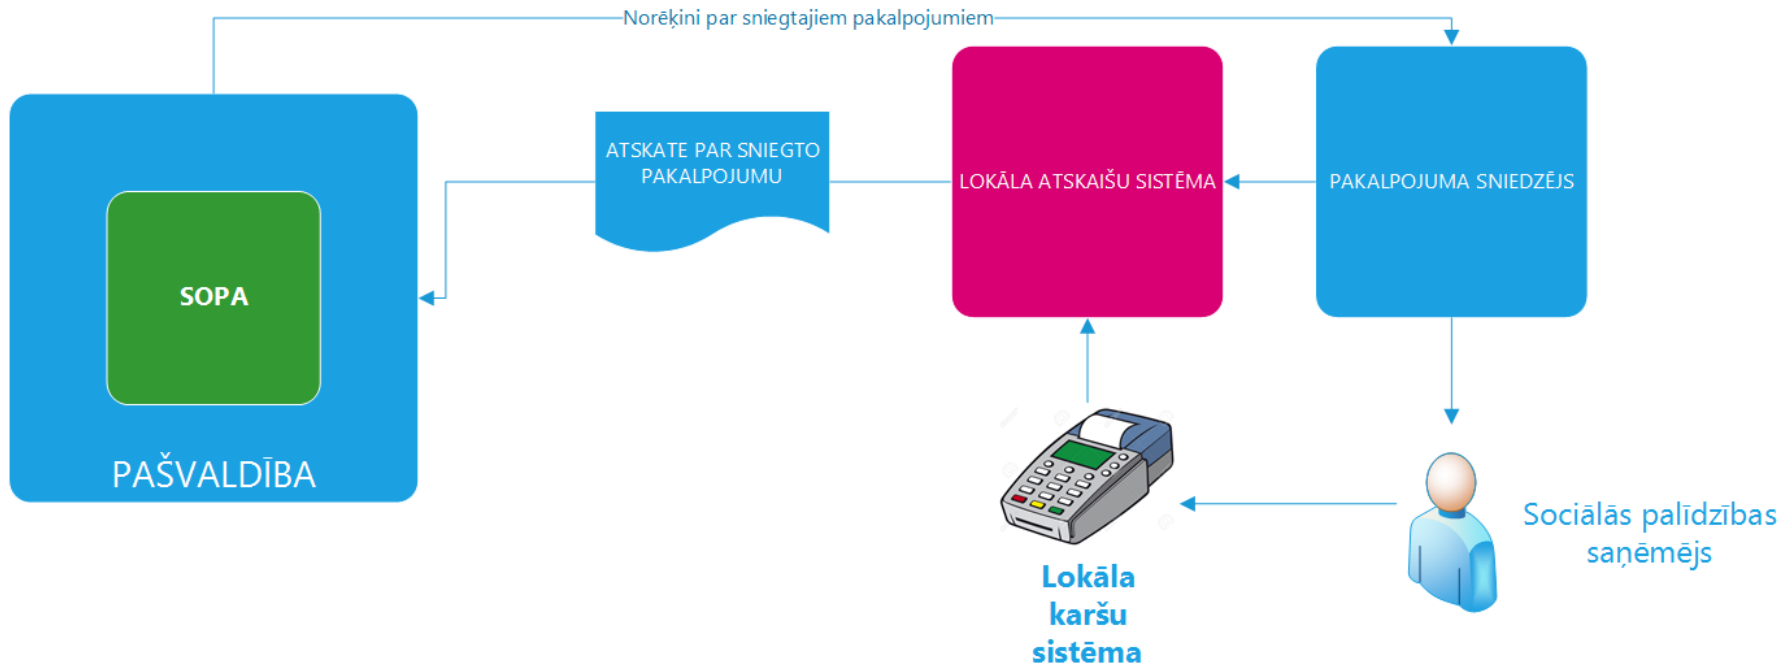 Norēķini par sniegtajiem pakalpojumiem
ATSKATE PAR SNIEGTO
PAKALPOJUMU
LOKĀLA ATSKAIŠU SISTĒMA
PAKALPOJUMA SNIEDZĒJS
SOPA
PAŠVALDĪBA
Sociālās palīdzības
saņēmējs
Lokāla
karšu
sistēma